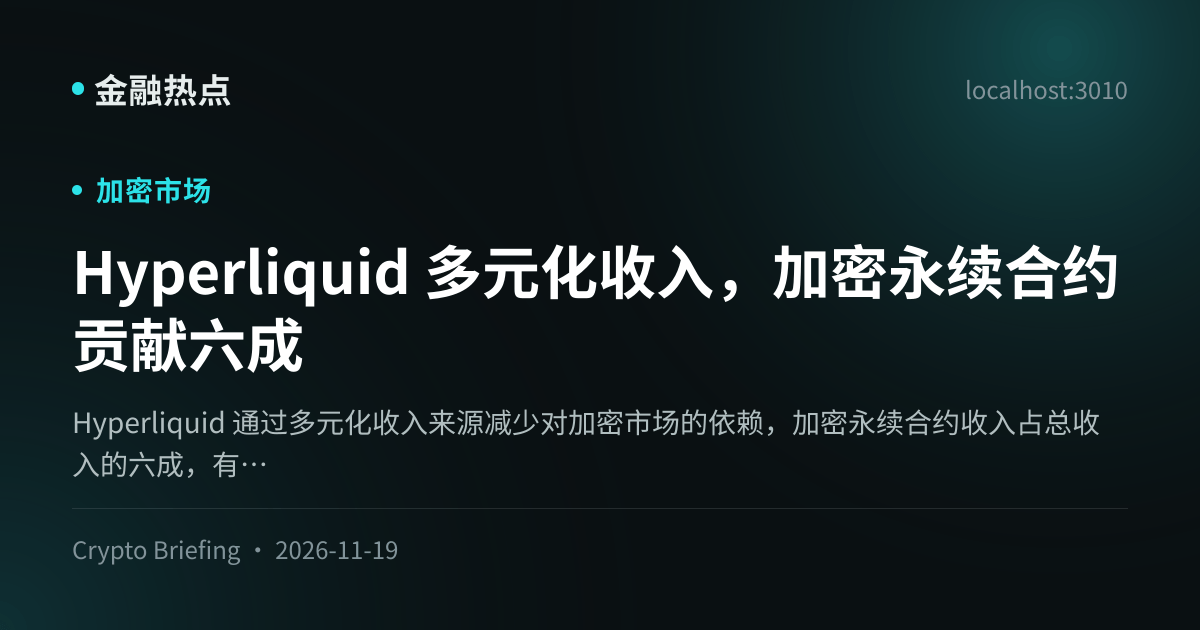 金融热点
localhost:3010
加密市场
Hyperliquid 多元化收入，加密永续合约
贡献六成
Hyperliquid 通过多元化收入来源减少对加密市场的依赖，加密永续合约收入占总收
入的六成，有…
Crypto Briefing · 2026-11-19